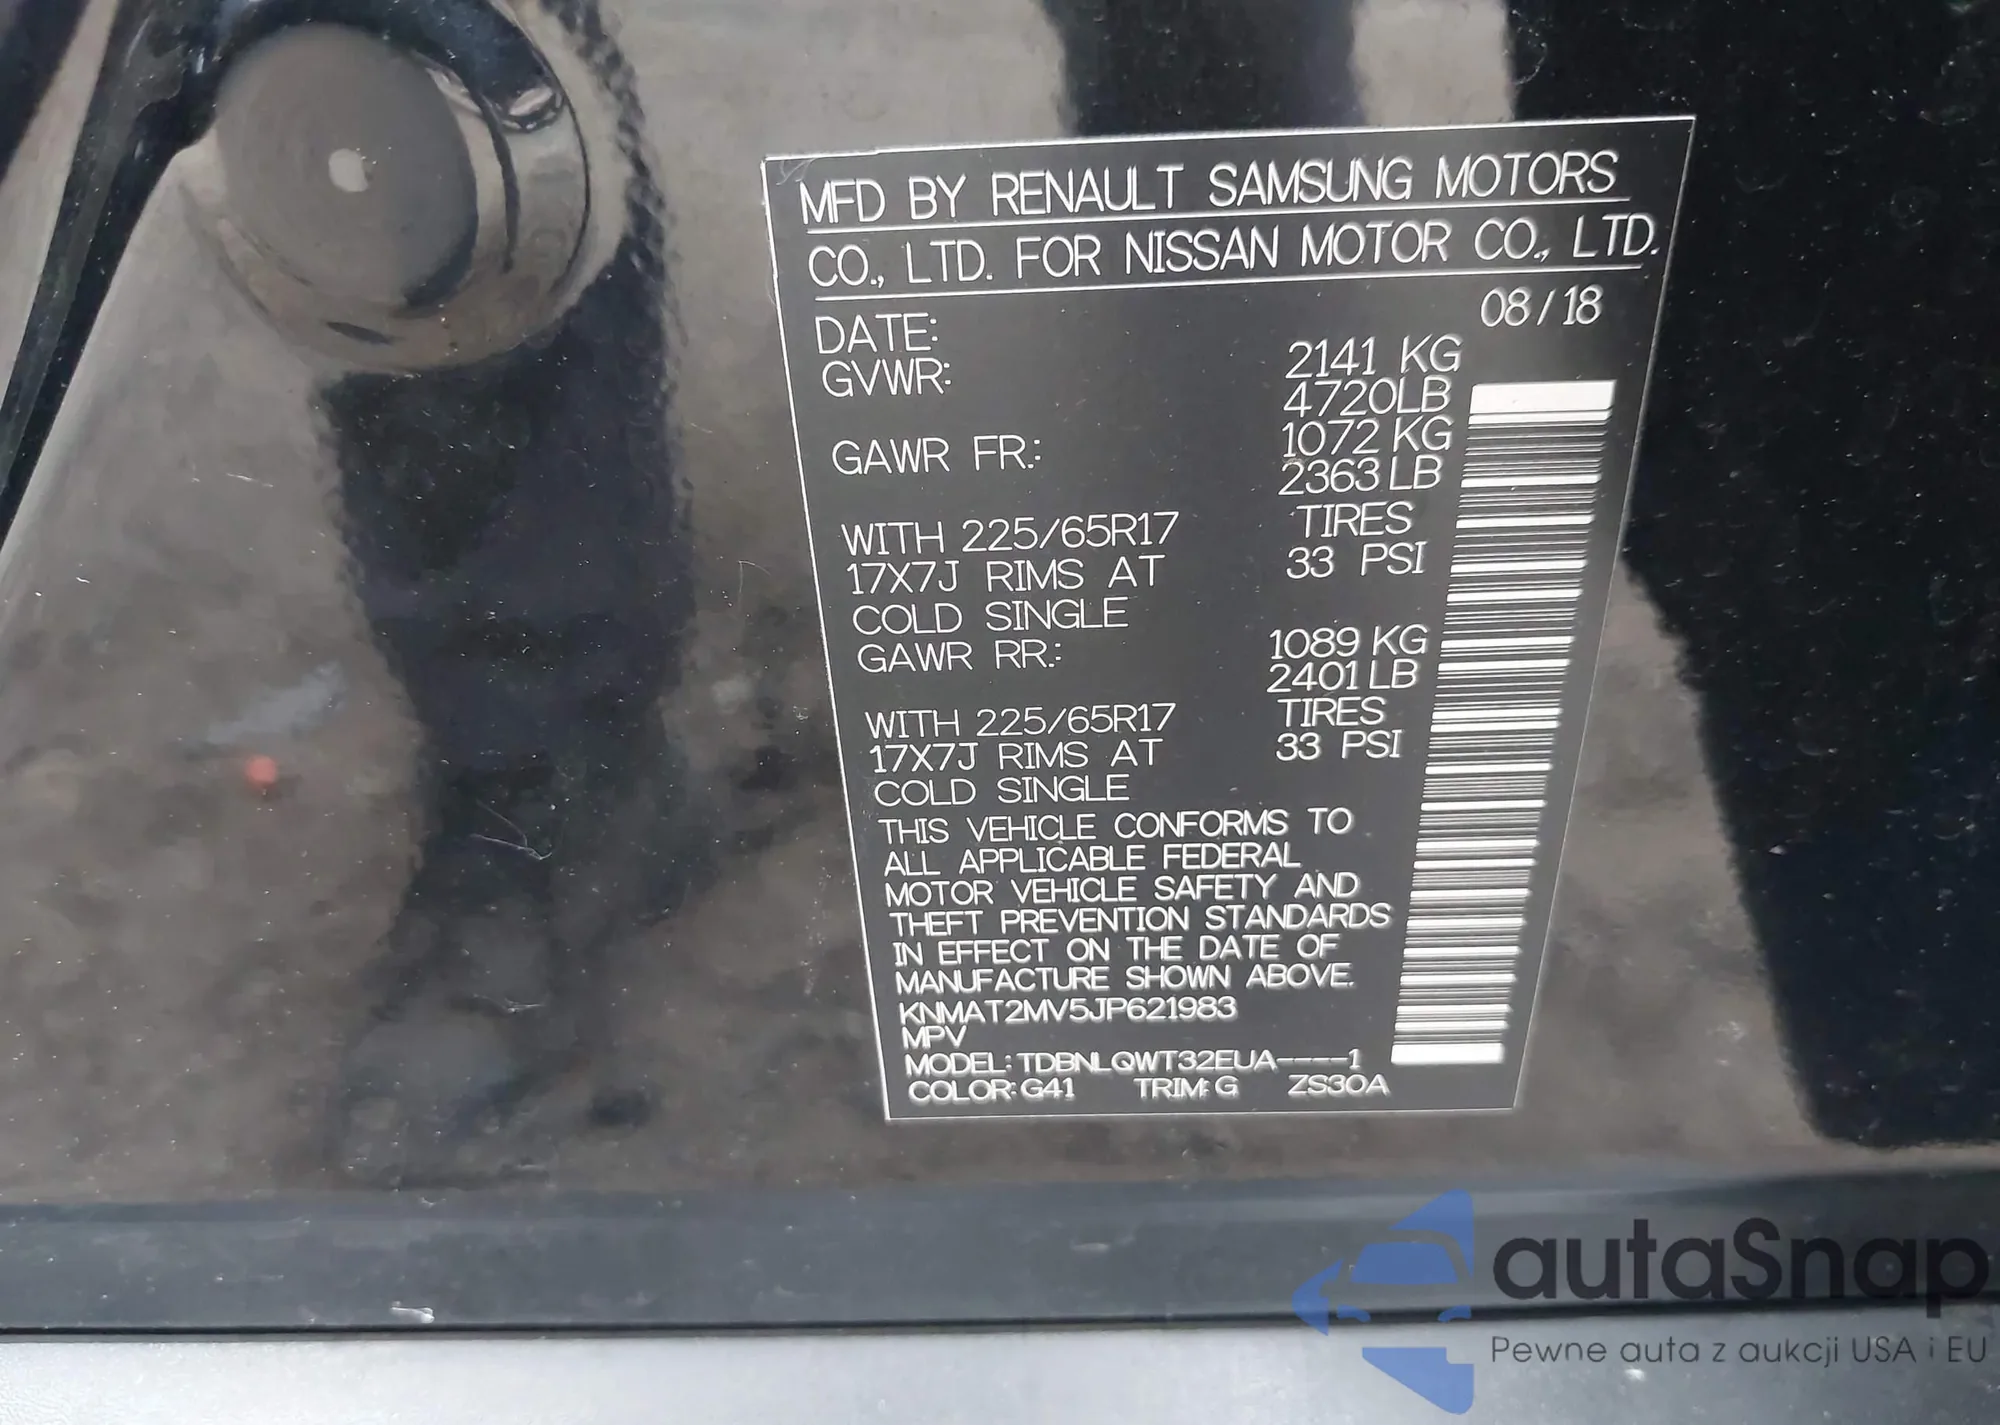 MFD BY RENAULT SAMSUNG MOTORS
CO., LTD. FOR NISSAN MOTOR CO., LTD.
DATE: 08/18
GVWR: 2141 KG
4720LB
GAWR FR.: 1072 KG
2363 LB
WITH 225/65R17 TIRES
17X7J RIMS AT 33 PSI
COLD SINGLE
GAWR RR.: 1089 KG
2401 LB
WITH 225/65R17 TIRES
17X7J RIMS AT 33 PSI
COLD SINGLE
THIS VEHICLE CONFORMS TO
ALL APPLICABLE FEDERAL
MOTOR VEHICLE SAFETY AND
THEFT PREVENTION STANDARDS
IN EFFECT ON THE DATE OF
MANUFACTURE SHOWN ABOVE.
KNMAT2MV5JP621983
MPV
MODEL: TDBNLQWT32EUA----1
COLOR: G41 TRIM: G ZS30A
autaSnap
Pewne auta z aukcji USA i EU